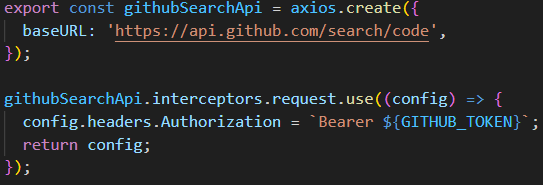 export const githubSearchApi = axios.create({
  baseURL: 'https://api.github.com/search/code',
});

githubSearchApi.interceptors.request.use((config) => {
  config.headers.Authorization = `Bearer ${GITHUB_TOKEN}`;
  return config;
});